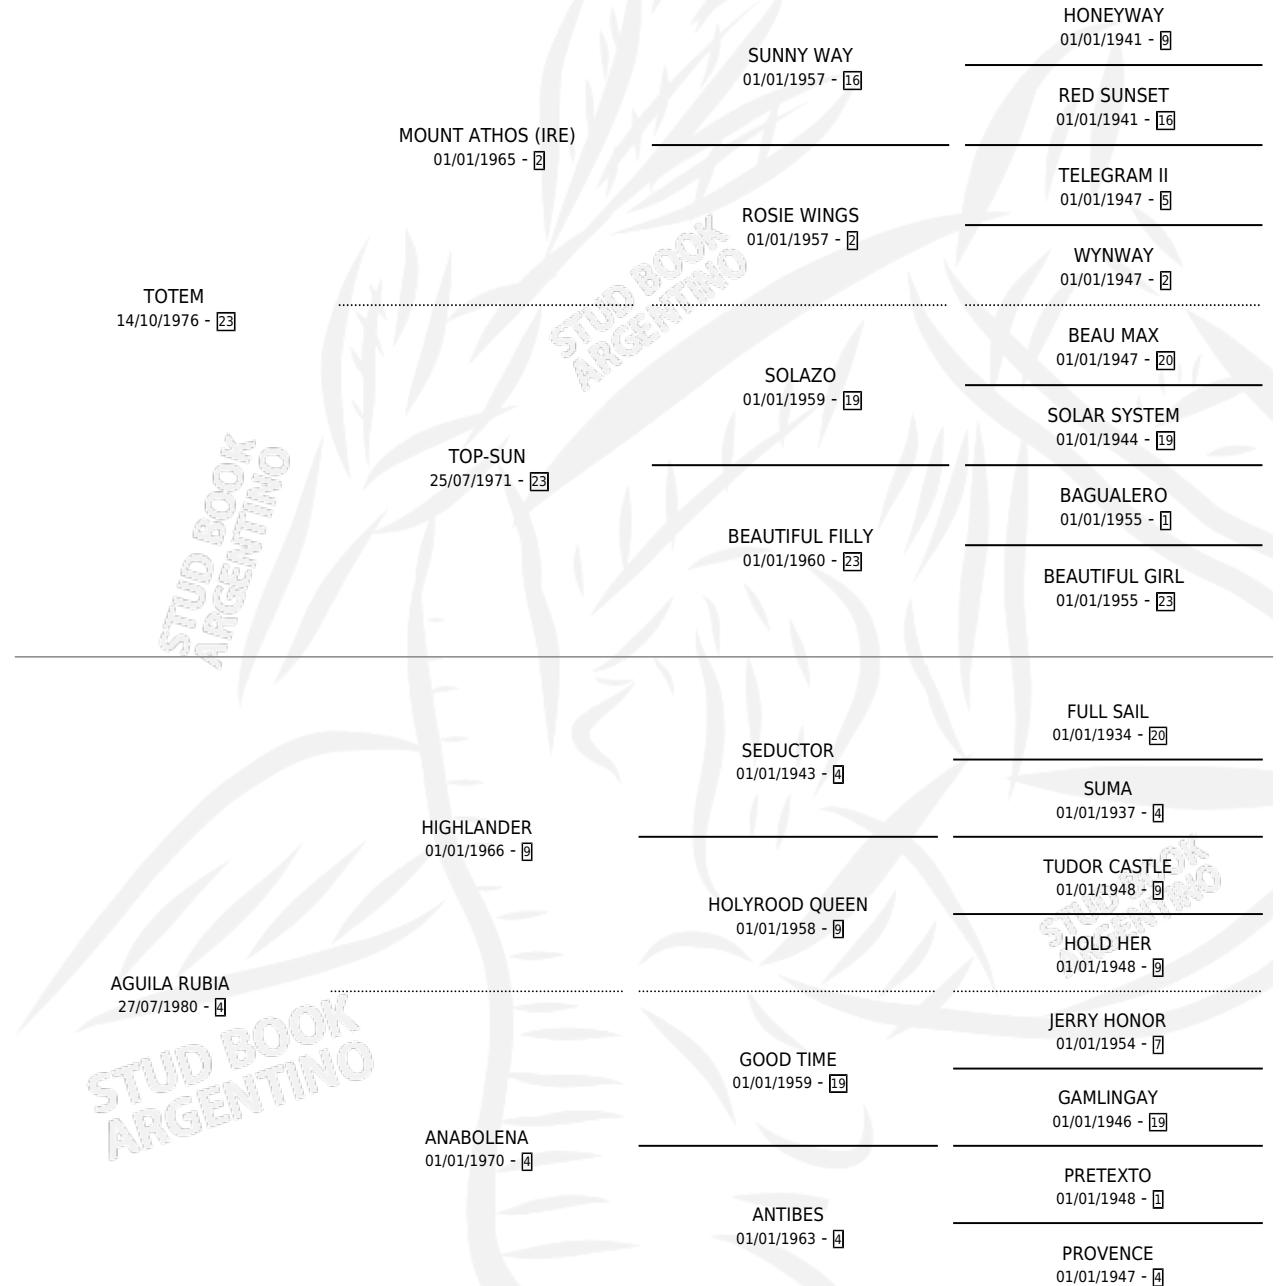 HONEYWAY
01/01/1941 - 9
SUNNY WAY
01/01/1957 - 16
RED SUNSET
01/01/1941 - 16
MOUNT ATHOS (IRE)
01/01/1965 - 2
TELEGRAM II
01/01/1947 - 5
ROSIE WINGS
01/01/1957 - 2
WYNWAY
01/01/1947 - 2
TOTEM
14/10/1976 - 23
BEAU MAX
01/01/1947 - 20
SOLAZO
01/01/1959 - 19
SOLAR SYSTEM
01/01/1944 - 19
TOP-SUN
25/07/1971 - 23
BAGUALERO
01/01/1955 - 1
BEAUTIFUL FILLY
01/01/1960 - 23
BEAUTIFUL GIRL
01/01/1955 - 23
FULL SAIL
01/01/1934 - 20
SEDUCTOR
01/01/1943 - 4
SUMA
01/01/1937 - 4
HIGHLANDER
01/01/1966 - 9
TUDOR CASTLE
01/01/1948 - 9
HOLYROOD QUEEN
01/01/1958 - 9
HOLD HER
01/01/1948 - 9
AGUILA RUBIA
27/07/1980 - 4
JERRY HONOR
01/01/1954 - 7
GOOD TIME
01/01/1959 - 19
GAMLINGAY
01/01/1946 - 19
ANABOLENA
01/01/1970 - 4
PRETEXTO
01/01/1948 - 1
ANTIBES
01/01/1963 - 4
PROVENCE
01/01/1947 - 4
STUD BOOK
ARGENTINO
STUD BOOK
ARGENTINO
STUD BOOK
ARGENTINO
STUD BOOK
ARGENTINO